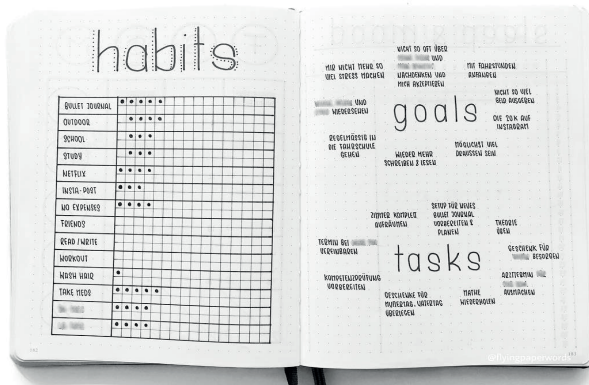 habits
BULLET JOURNAL
OUTDOOR
SCHOOL
STUDY
NETFLIX
INSTA-POST
NO EXPENSES
FRIENDS
READ/WRITE
WORKOUT
WASH HAIR
TAKE MEDS
goals
NICHT SO OFT ÜBER
UND
NACHDENKEN UND
MICH AKZEPTIEREN
MIR NICHT MEHR SO
VIEL STRESS MACHEN
MIT FAHRSTUNDEN
ANFANGEN
UND
WIEDERSEHEN
NICHT SO VIEL
GELD AUSGEBEN
DIE 20K AUF
INSTAGRAM
REGELMÄSSIG IN
DIE FAHRSCHULE
GEHEN
WIEDER MEHR
SCHREIBEN & LESEN
MÖGLICHST VIEL
DRAUSSEN SEIN
tasks
ZIMMER KOMPLETT
AUFRÄUMEN
SETUP FÜR NEUES
BULLET JOURNAL
VORBEREITEN &
PLANEN
THEORIE
ÜBEN
TERMIN BEI
VEREINBAREN
GESCHENK FÜR
BESORGEN
KOMPETENZPRÜFUNG
VORBEREITEN
ARZTTERMIN
AUSMACHEN
GESCHENKE FÜR
MUTTERTAG, VATERTAG
ÜBERLEGEN
MATHE
WIEDERHOLEN
@flyingpaperwords